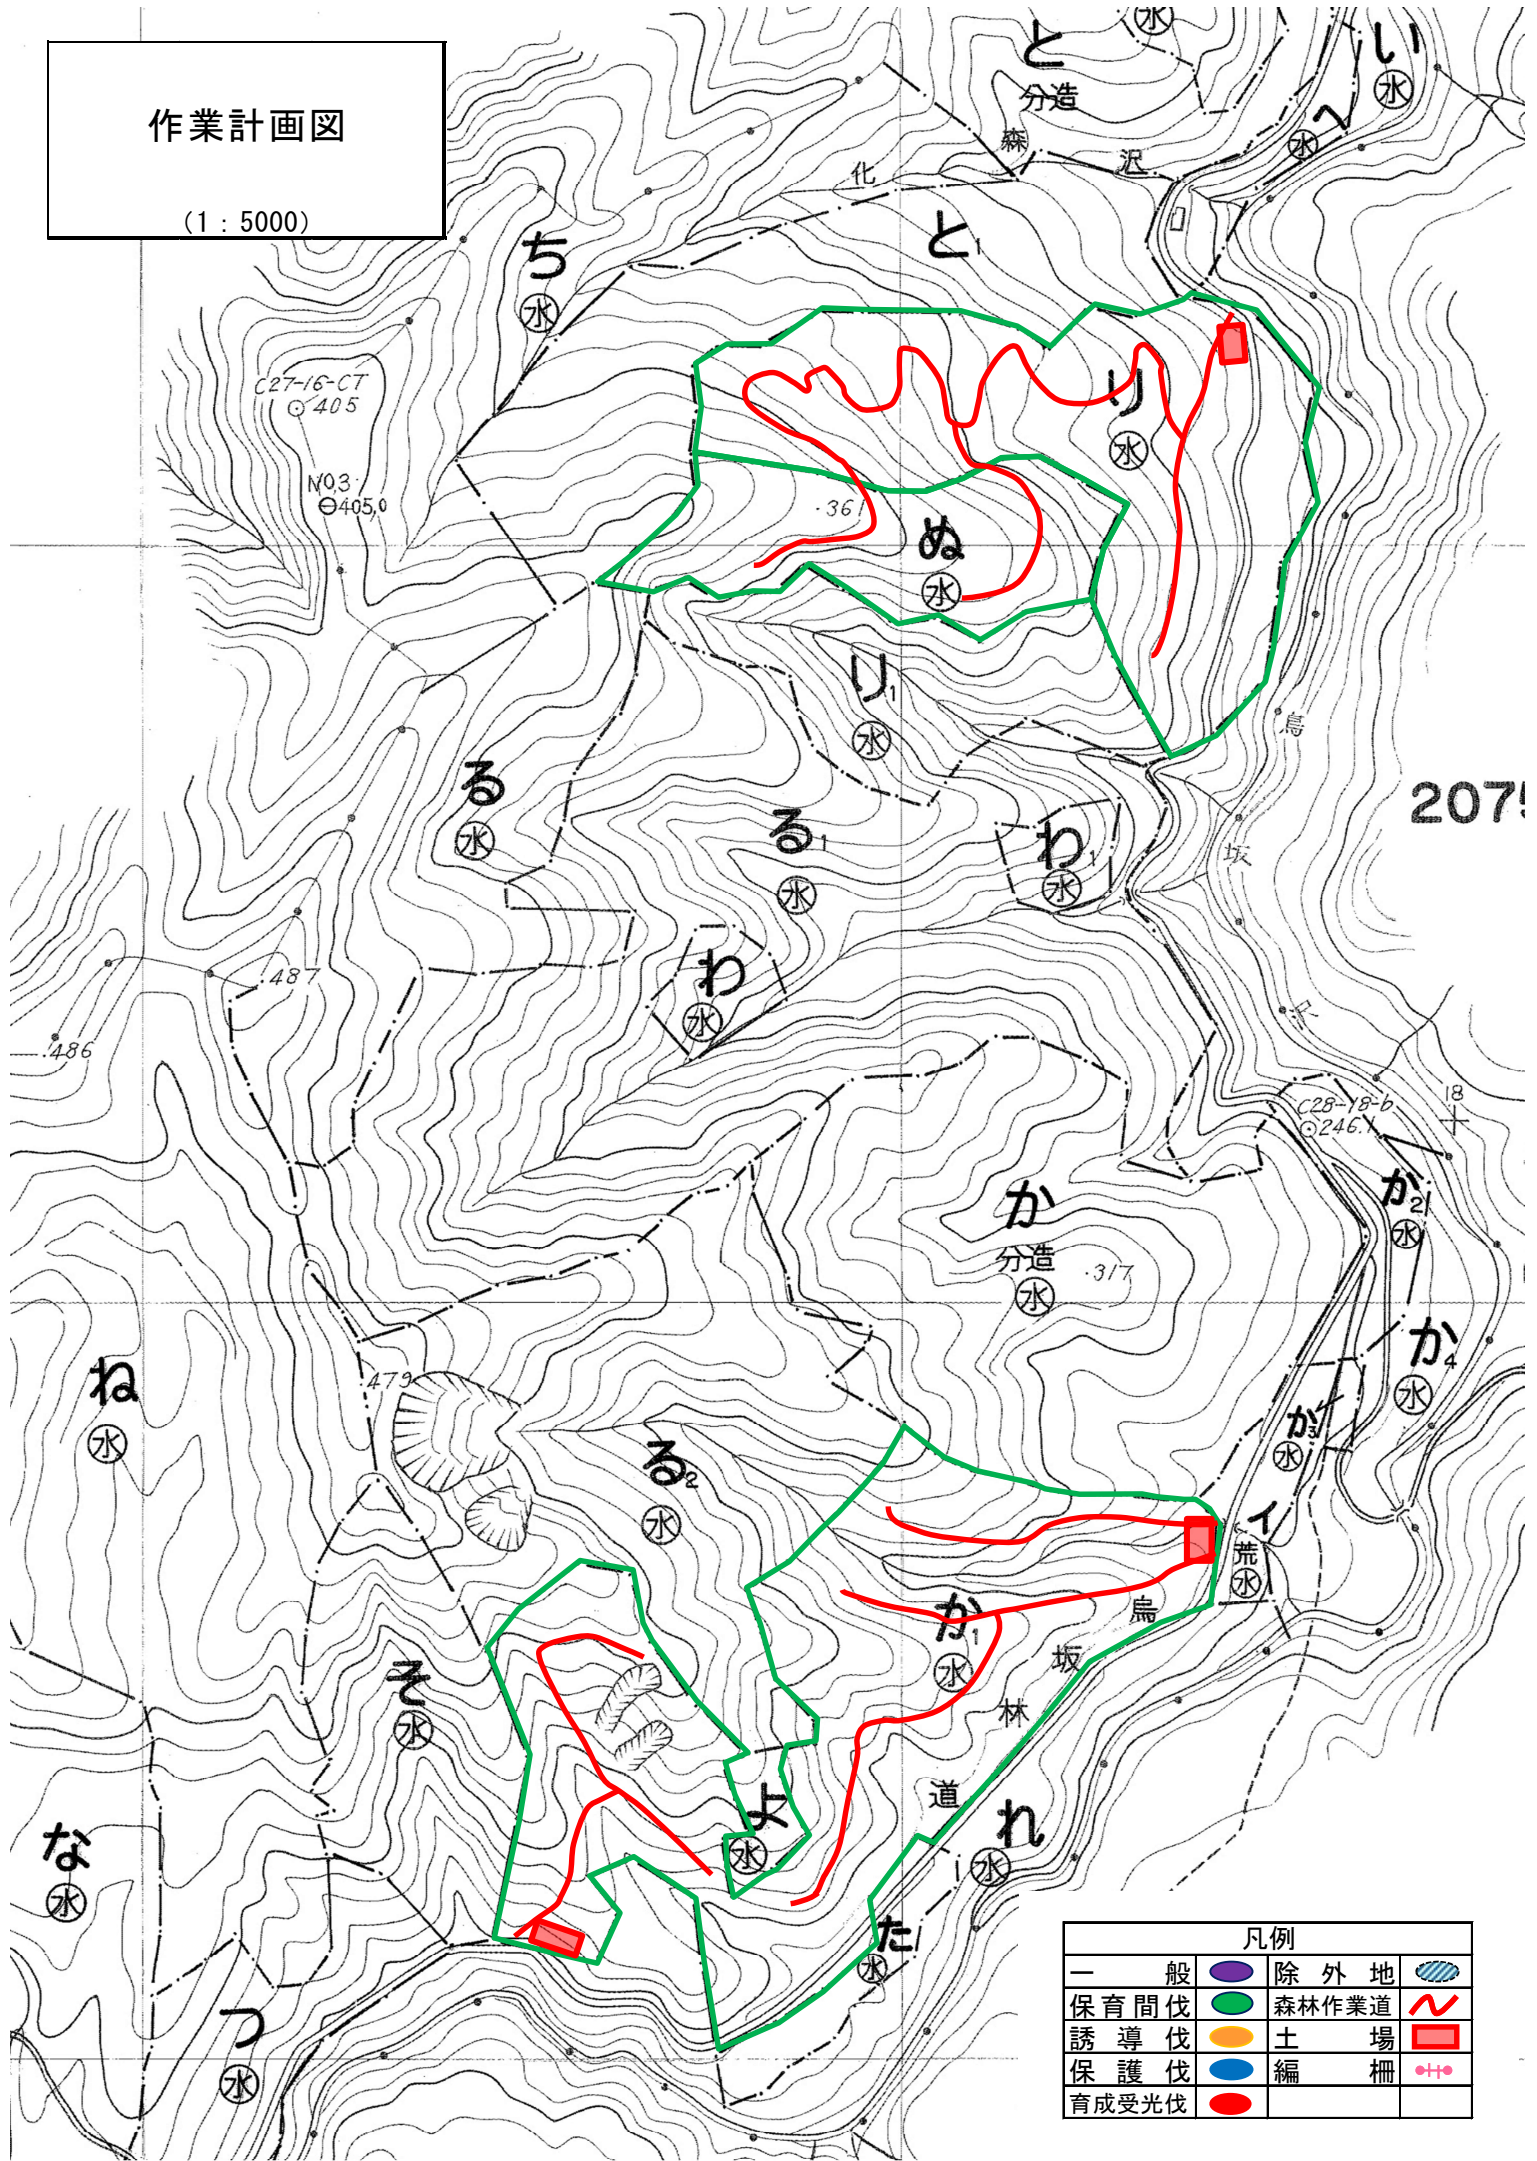 作業計画図
(1：5000)
水
と
分造
い
水
へ
水
森
沢
化
と1
ち
水
C27-16-CT
405
り
水
NO,3
405,0
・361
ぬ
水
り1
水
鳥
る
水
る1
水
わ1
水
2075
坂
わ
水
・487
沢
・486
C28-18-b
246.1
18
か2
水
か
分造
水
・317
か4
水
ね
水
・479
か3
水
る2
水
イ
荒
水
か1
水
烏
坂
林
道
そ
水
よ
水
れ
水
な
水
た
水
つ
水
凡例
一般 除外地
保育間伐 森林作業道
誘導伐 土場
保護伐 編柵
育成受光伐